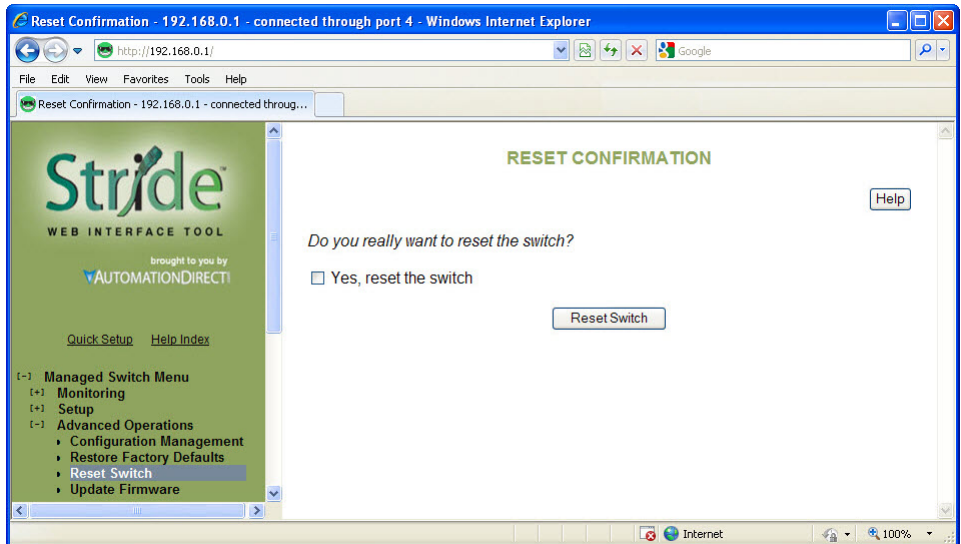 Reset Confirmation - 192.168.0.1 - connected through port 4 - Windows Internet Explorer
http://192.168.0.1/
Google
File Edit View Favorites Tools Help
Reset Confirmation - 192.168.0.1 - connected throug...
Stride™
WEB INTERFACE TOOL
brought to you by
AUTOMATIONDIRECT
Quick Setup Help Index
[-] Managed Switch Menu
[+] Monitoring
[+] Setup
[-] Advanced Operations
Configuration Management
Restore Factory Defaults
Reset Switch
Update Firmware
RESET CONFIRMATION
Help
Do you really want to reset the switch?
Yes, reset the switch
Reset Switch
Internet
100%